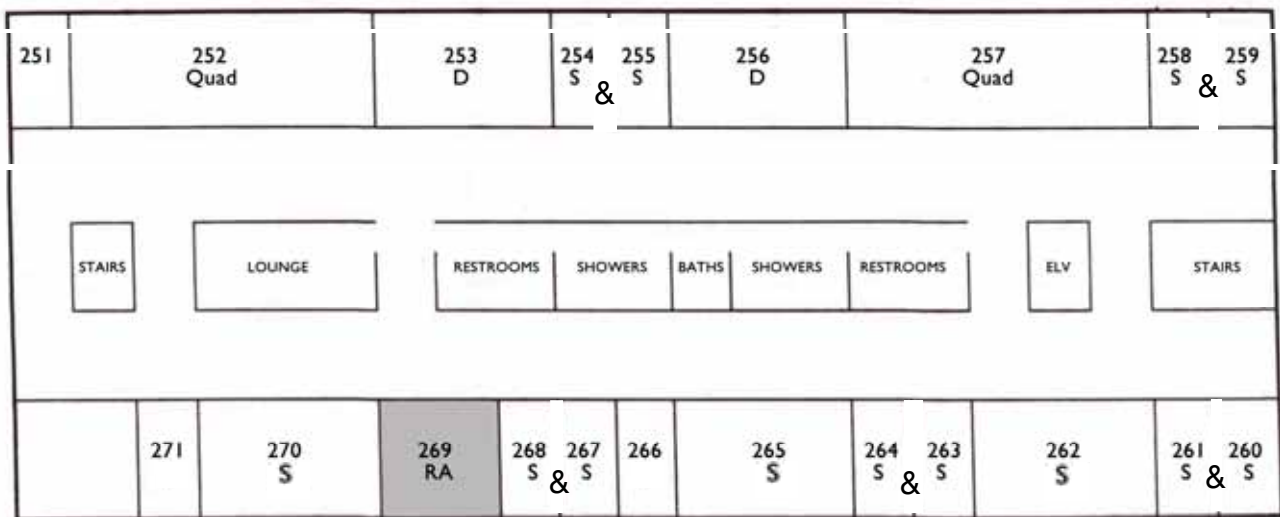 251
252
Quad
253
D
254 & 255
S S
256
D
257
Quad
258 & 259
S S
STAIRS
LOUNGE
RESTROOMS
SHOWERS
BATHS
SHOWERS
RESTROOMS
ELV
STAIRS
271
270
S
269
RA
268 & 267
S S
266
265
S
264 & 263
S S
262
S
261 & 260
S S